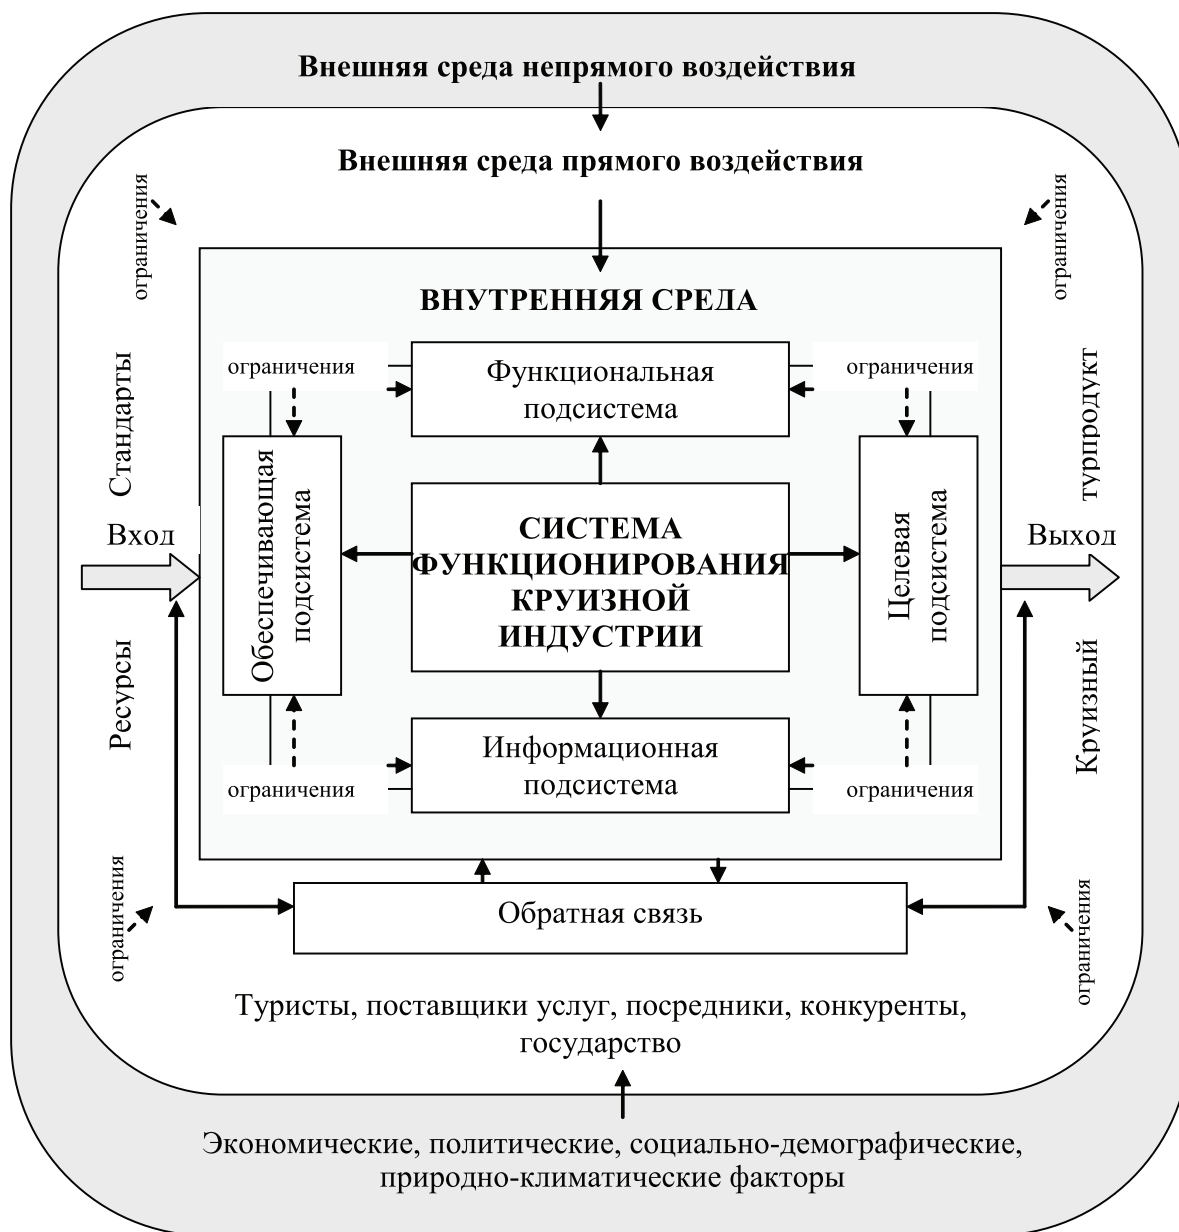 Внешняя среда непрямого воздействия
Внешняя среда прямого воздействия
ограничения
ограничения
ВНУТРЕННЯЯ СРЕДА
ограничения
Функциональная
подсистема
ограничения
Стандарты
турпродукт
Обеспечивающая
подсистема
СИСТЕМА
ФУНКЦИОНИРОВАНИЯ
КРУИЗНОЙ
ИНДУСТРИИ
Целевая
подсистема
Вход
Выход
Ресурсы
Круизный
Информационная
подсистема
ограничения
ограничения
ограничения
Обратная связь
ограничения
Туристы, поставщики услуг, посредники, конкуренты,
государство
Экономические, политические, социально-демографические,
природно-климатические факторы